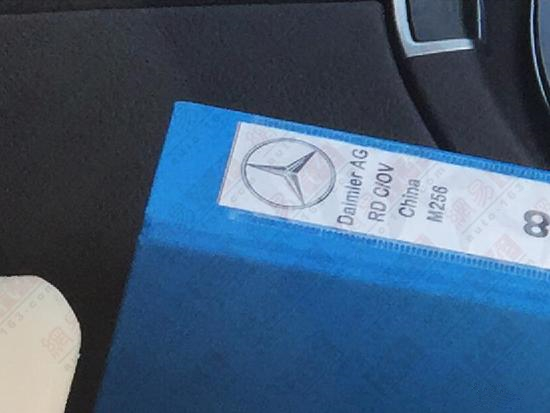 Daimler AG
RD C/OV
China
M256
8